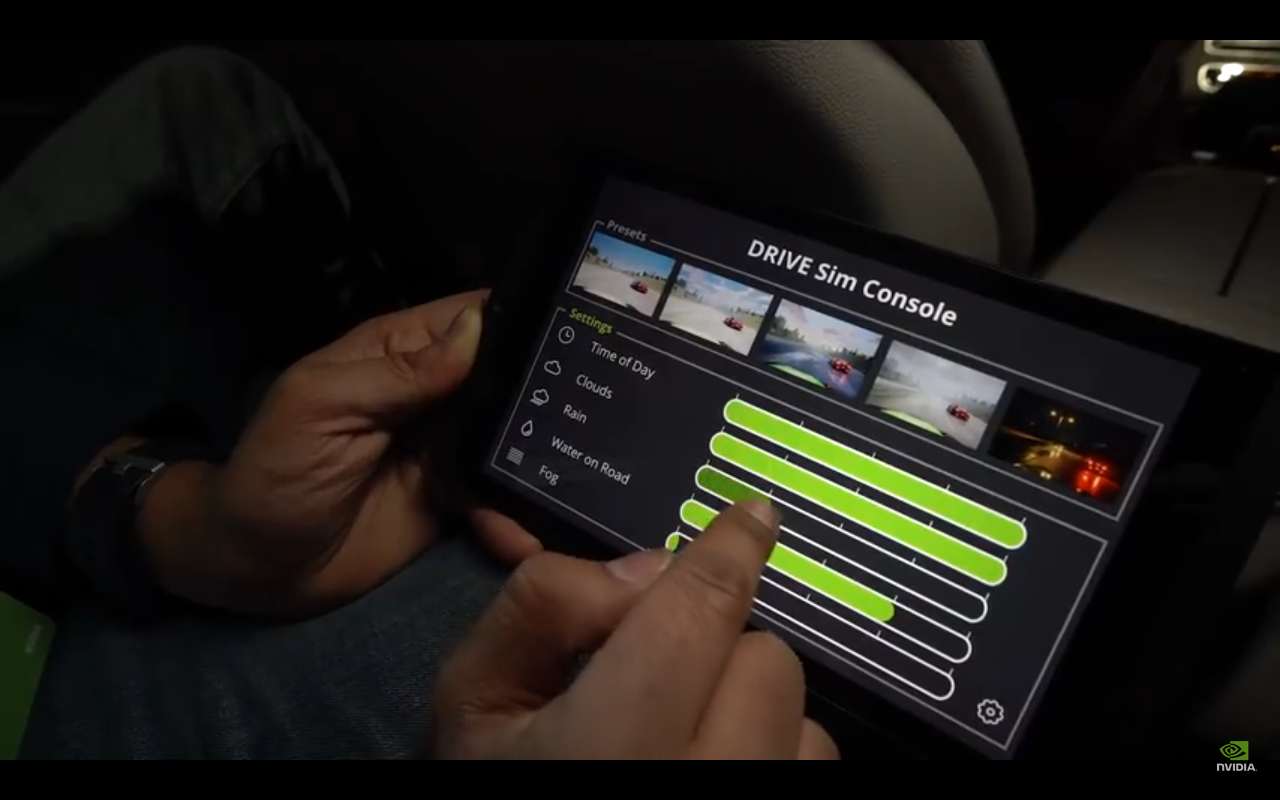 DRIVE Sim Console
Presets
Settings
Time of Day
Clouds
Rain
Water on Road
Fog
NVIDIA.